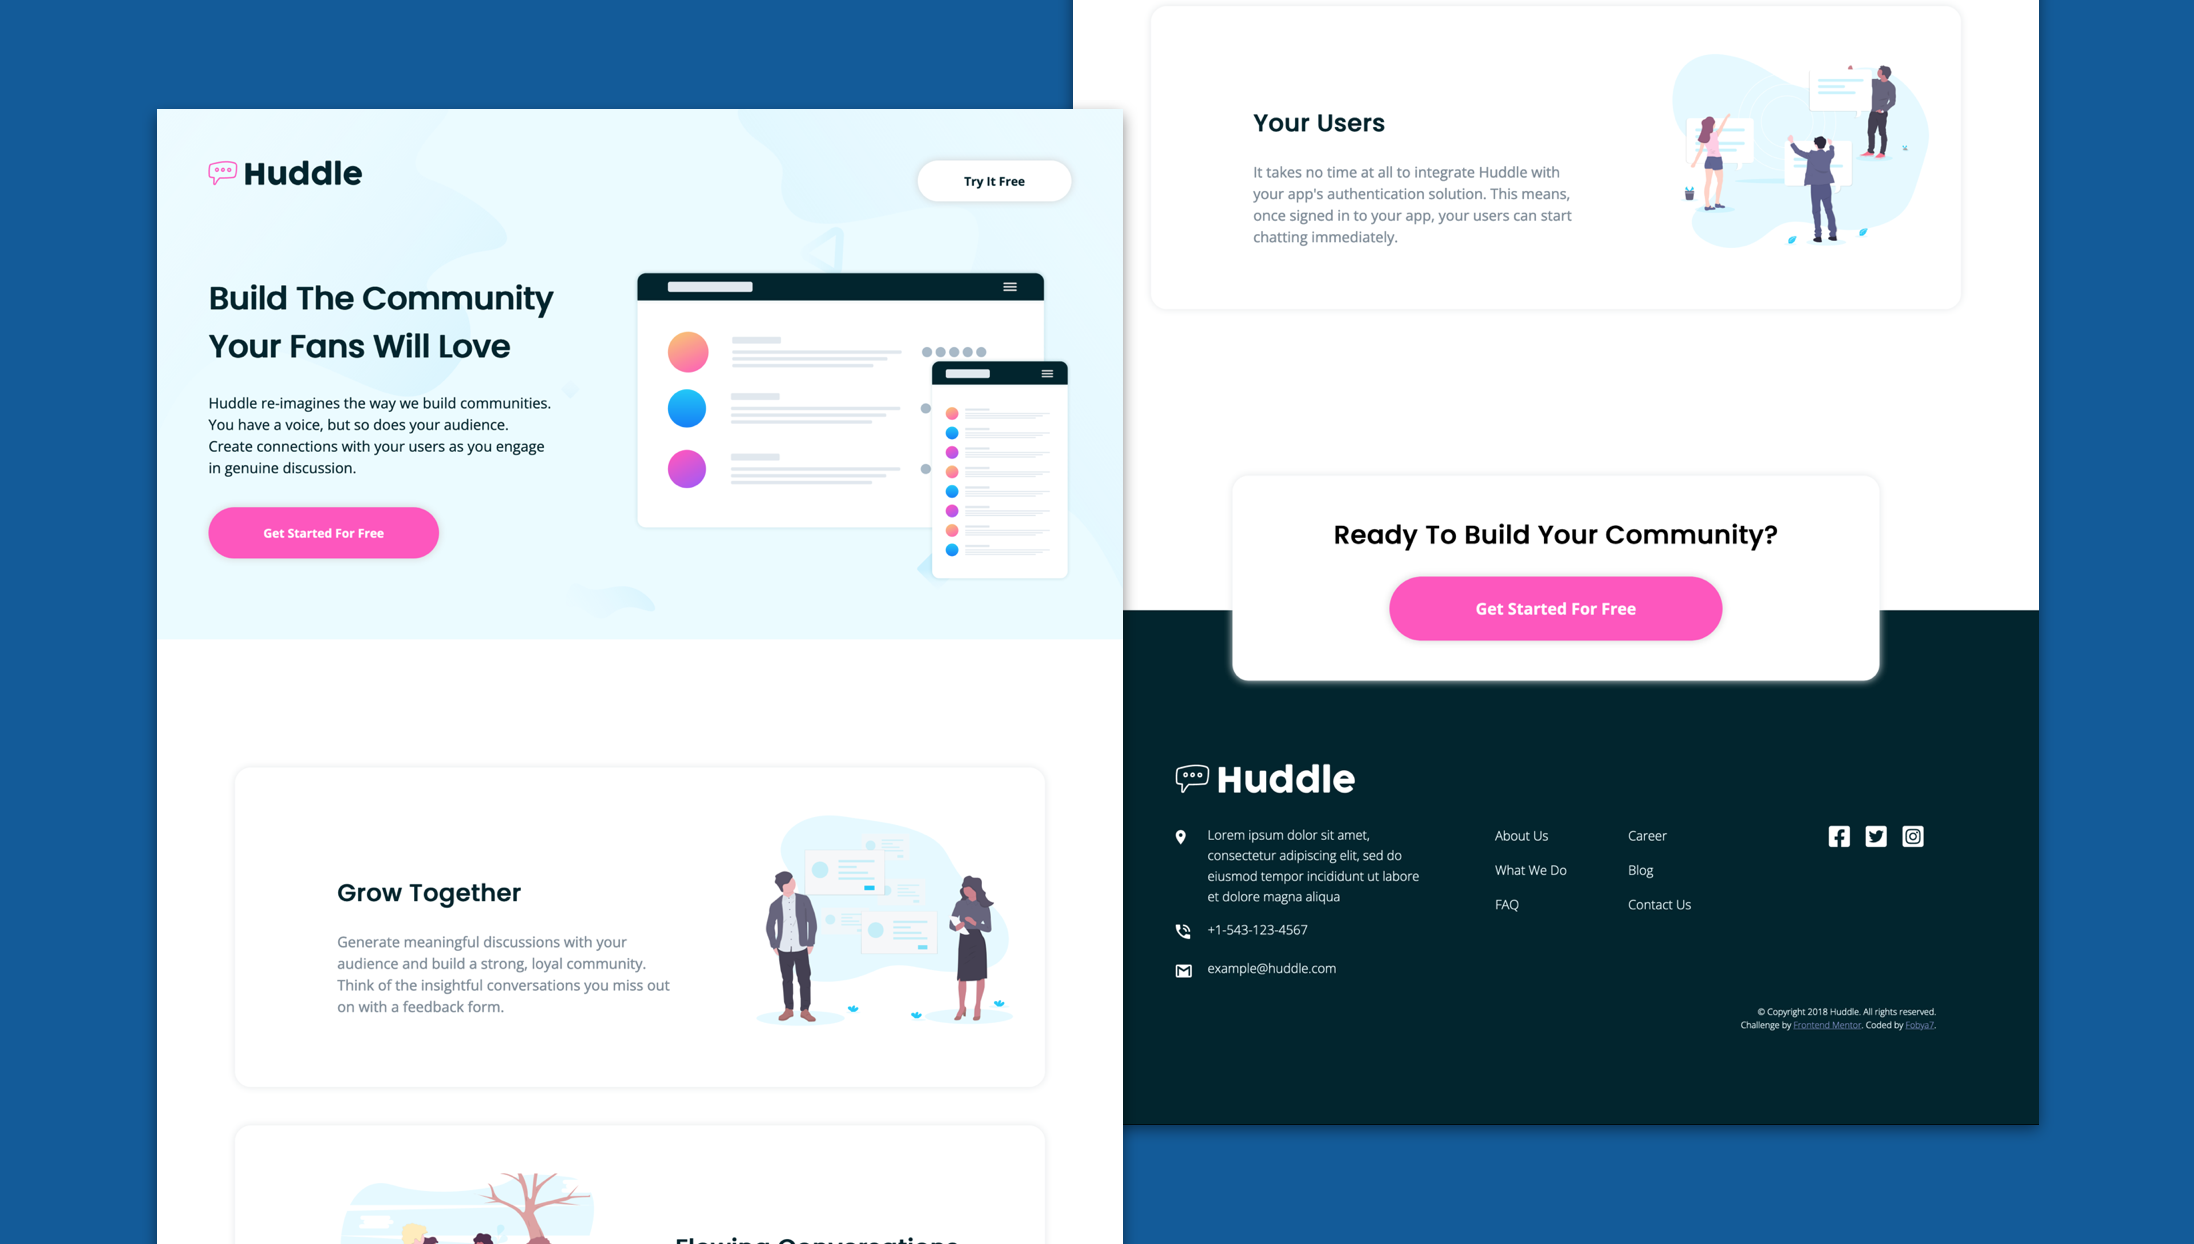 Huddle
Try It Free
Build The Community
Your Fans Will Love
Huddle re-imagines the way we build communities.
You have a voice, but so does your audience.
Create connections with your users as you engage
in genuine discussion.
Get Started For Free
Grow Together
Generate meaningful discussions with your
audience and build a strong, loyal community.
Think of the insightful conversations you miss out
on with a feedback form.
Flowing Conversations
Your Users
It takes no time at all to integrate Huddle with
your app's authentication solution. This means,
once signed in to your app, your users can start
chatting immediately.
Ready To Build Your Community?
Get Started For Free
Huddle
Lorem ipsum dolor sit amet,
consectetur adipiscing elit, sed do
eiusmod tempor incididunt ut labore
et dolore magna aliqua
+1-543-123-4567
example@huddle.com
About Us
What We Do
FAQ
Career
Blog
Contact Us
© Copyright 2018 Huddle. All rights reserved.
Challenge by Frontend Mentor. Coded by Fobya7.